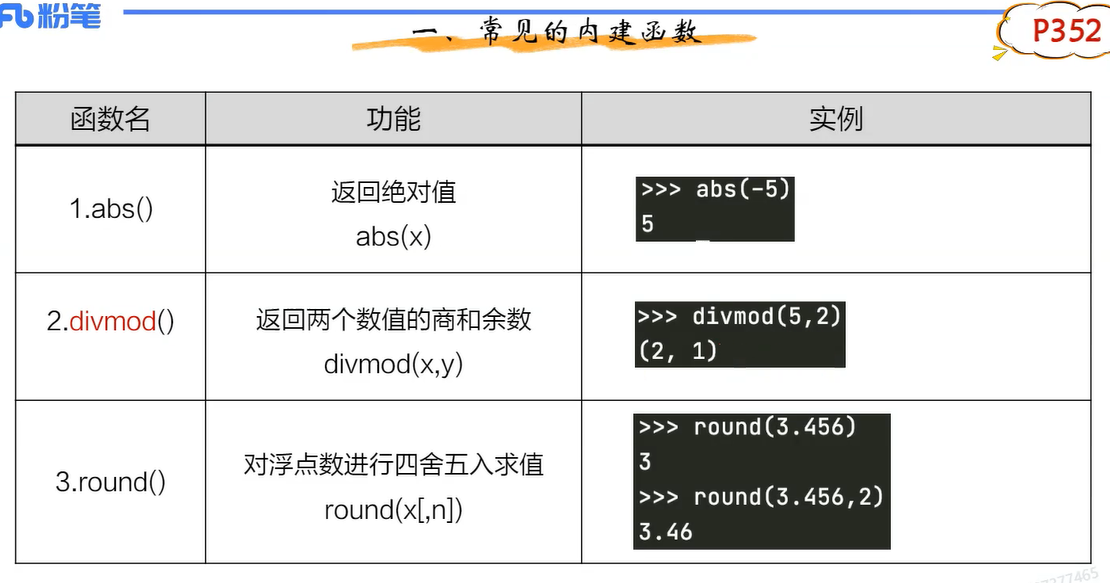 粉笔
一、常见的内建函数
P352
函数名 功能 实例
1.abs()
返回绝对值
abs(x)
>>> abs(-5)
5
2.divmod()
返回两个数值的商和余数
divmod(x,y)
>>> divmod(5,2)
(2, 1)
3.round()
对浮点数进行四舍五入求值
round(x[,n])
>>> round(3.456)
3
>>> round(3.456,2)
3.46